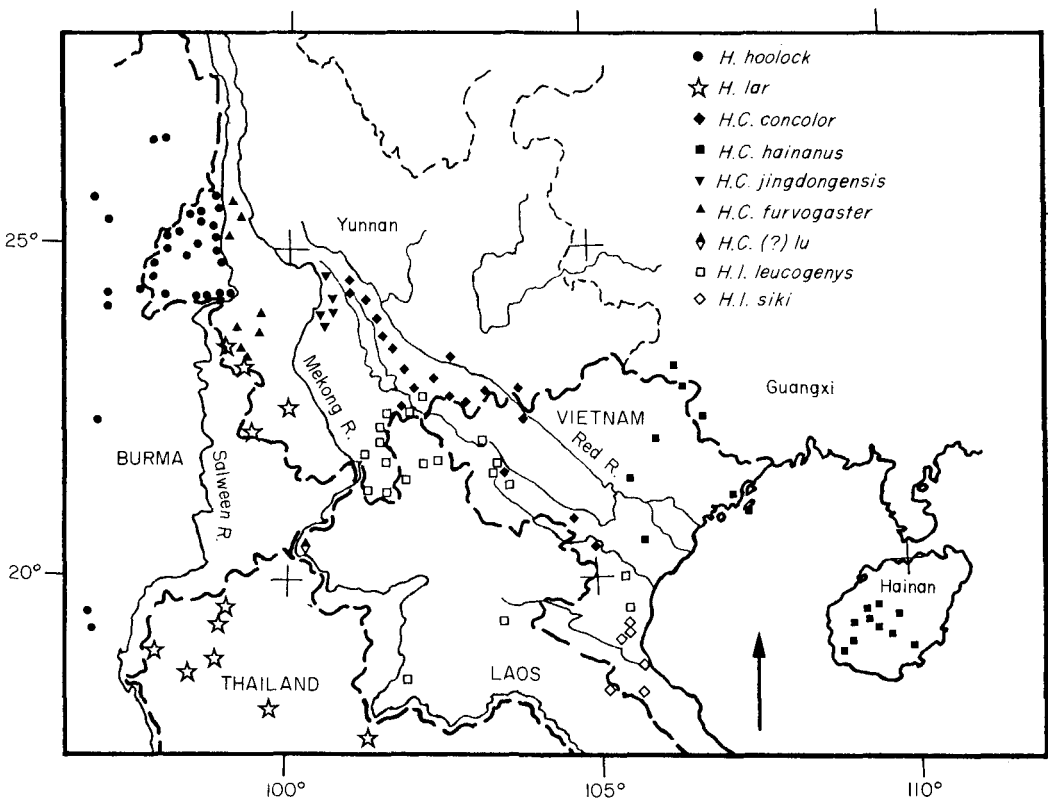 H. hoolock
H. lar
H.C. concolor
H.C. hainanus
H.C. jingdongensis
H.C. furvogaster
H.C. (?) lu
H.l. leucogenys
H.l. siki
Yunnan
25°
Mekong R.
Guangxi
VIETNAM
Red R.
BURMA
Salween R.
20°
Hainan
THAILAND
LAOS
100°
105°
110°